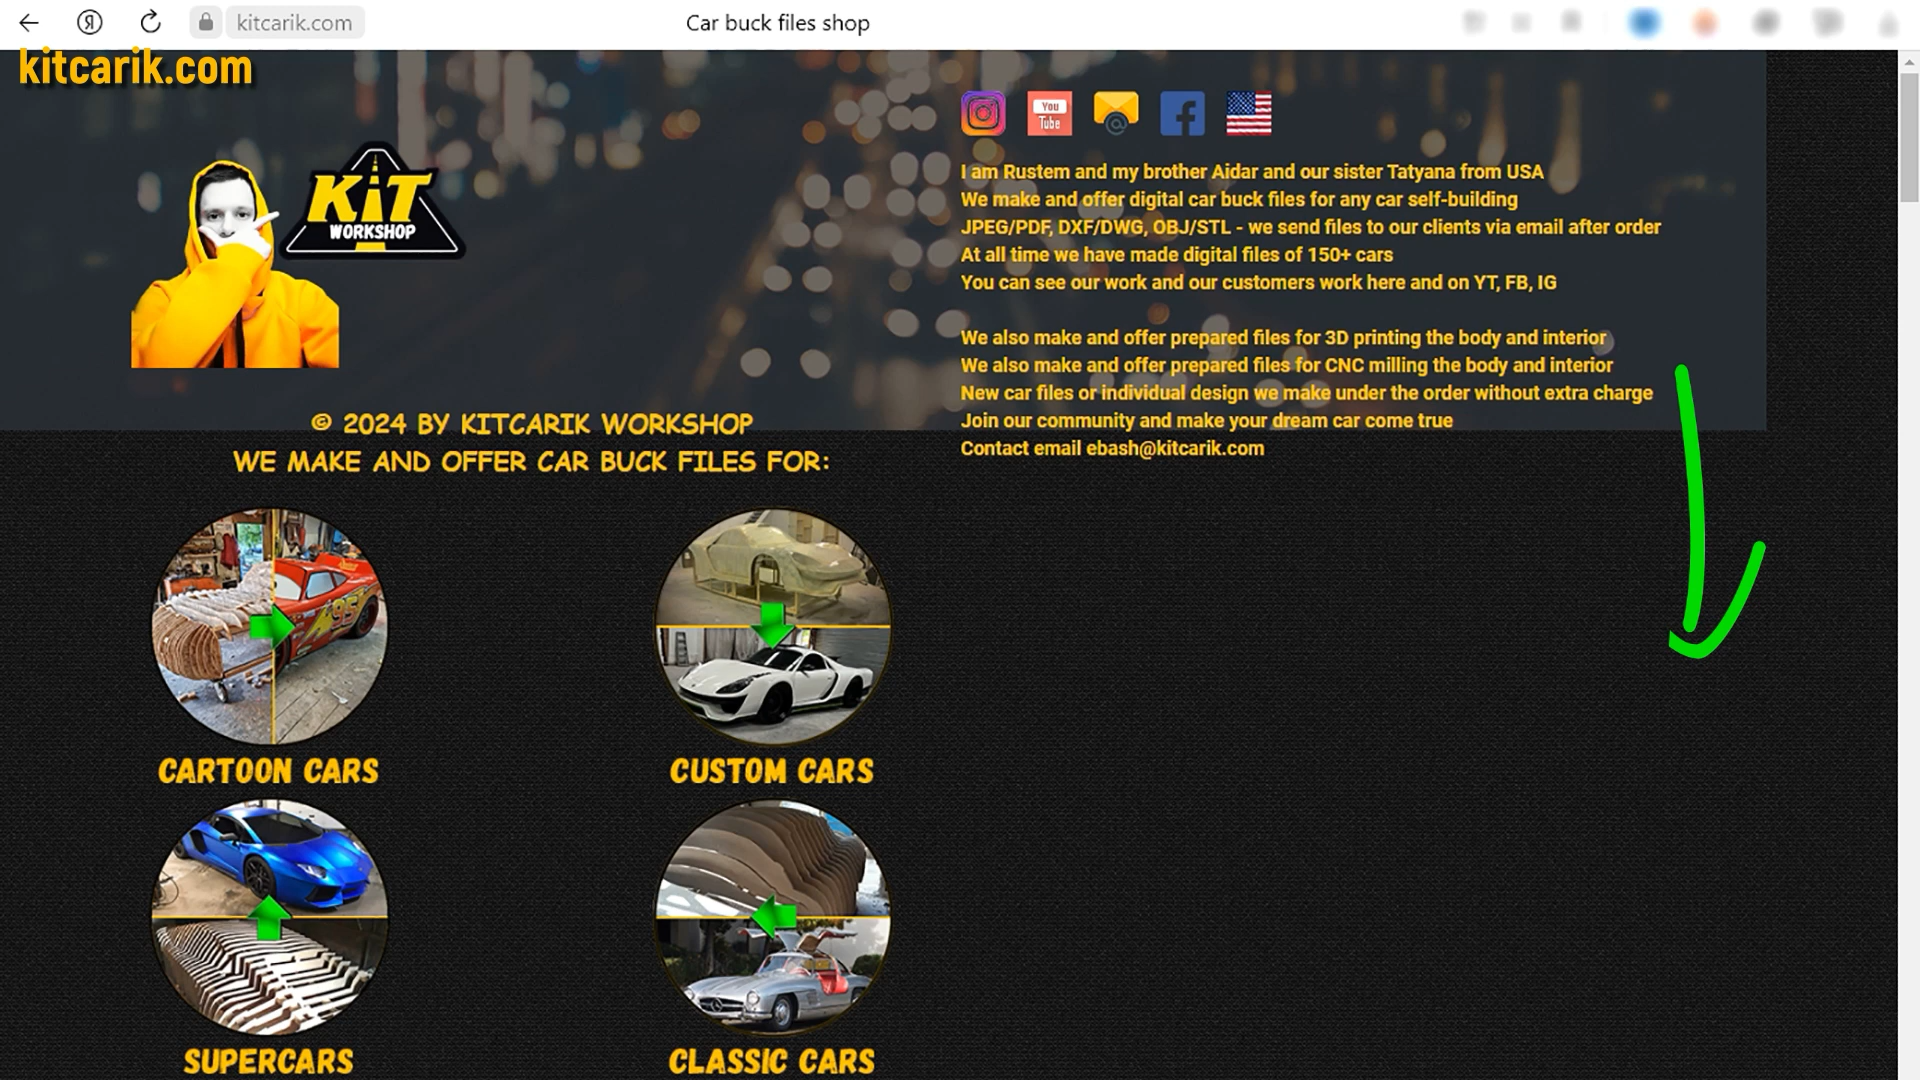 kitcarik.com
Car buck files shop
kitcarik.com
KiT
WORKSHOP
You
Tube
I am Rustem and my brother Aidar and our sister Tatyana from USA
We make and offer digital car buck files for any car self-building
JPEG/PDF, DXF/DWG, OBJ/STL - we send files to our clients via email after order
At all time we have made digital files of 150+ cars
You can see our work and our customers work here and on YT, FB, IG
We also make and offer prepared files for 3D printing the body and interior
We also make and offer prepared files for CNC milling the body and interior
New car files or individual design we make under the order without extra charge
Join our community and make your dream car come true
Contact email ebash@kitcarik.com
© 2024 BY KITCARIK WORKSHOP
WE MAKE AND OFFER CAR BUCK FILES FOR:
95
CARTOON CARS
CUSTOM CARS
SUPERCARS
CLASSIC CARS